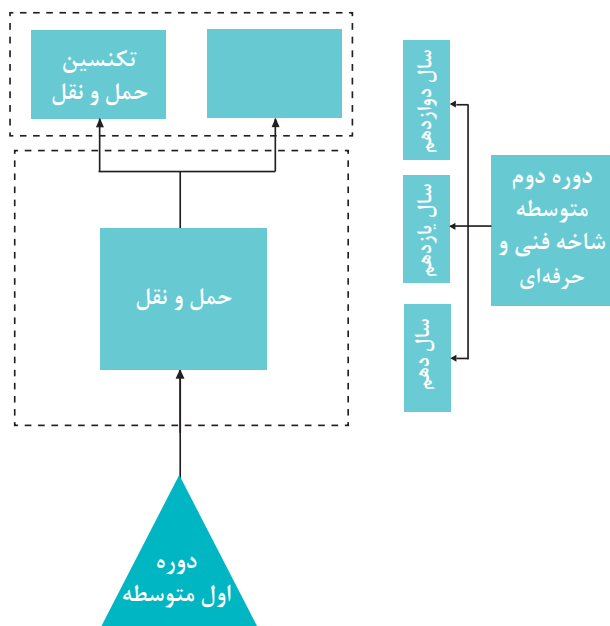 تکنسین
حمل و نقل
سال دوازدهم
دوره دوم
متوسطه
شاخه فنی و
حرفه‌ای
سال یازدهم
حمل و نقل
سال دهم
دوره
اول متوسطه